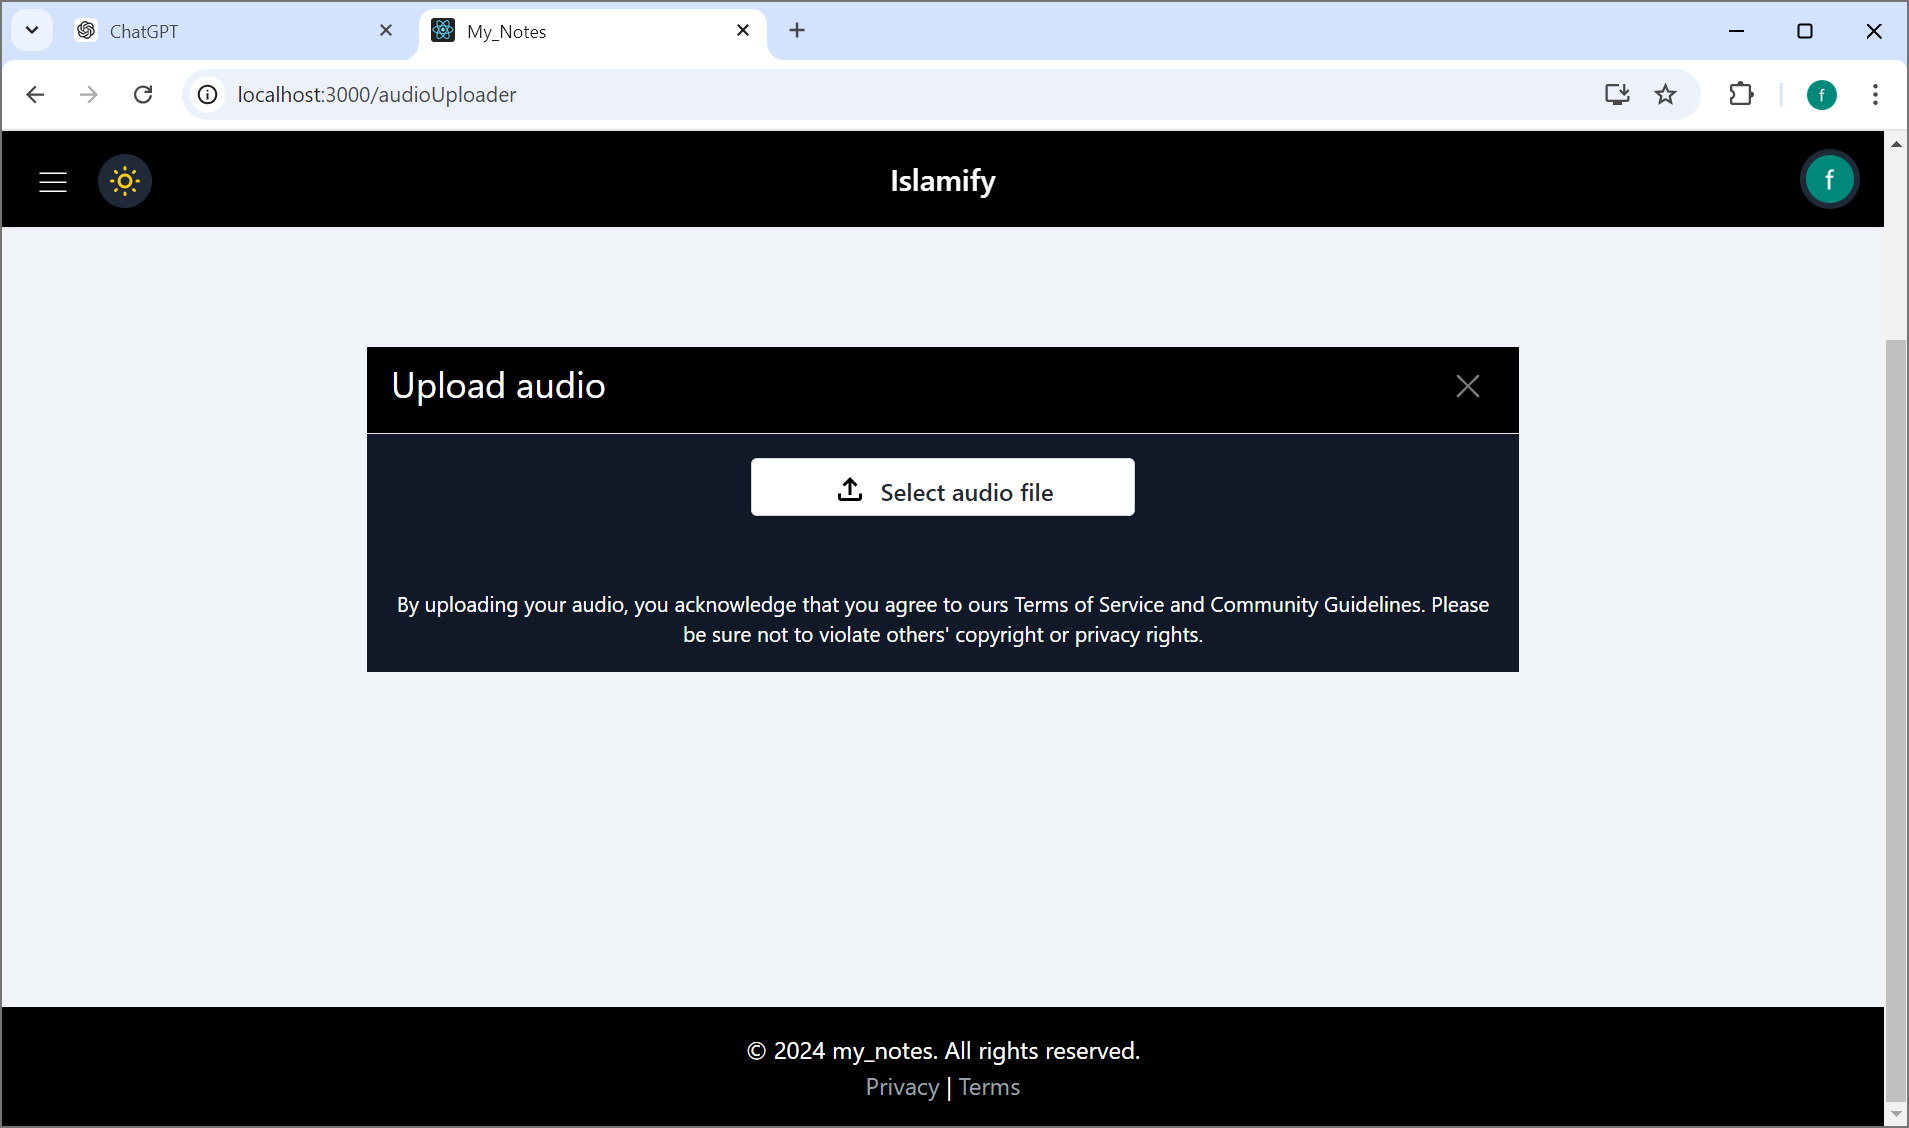 ChatGPT
My_Notes
localhost:3000/audioUploader
f
Islamify
f
Upload audio
Select audio file
By uploading your audio, you acknowledge that you agree to ours Terms of Service and Community Guidelines. Please
be sure not to violate others' copyright or privacy rights.
© 2024 my_notes. All rights reserved.
Privacy | Terms